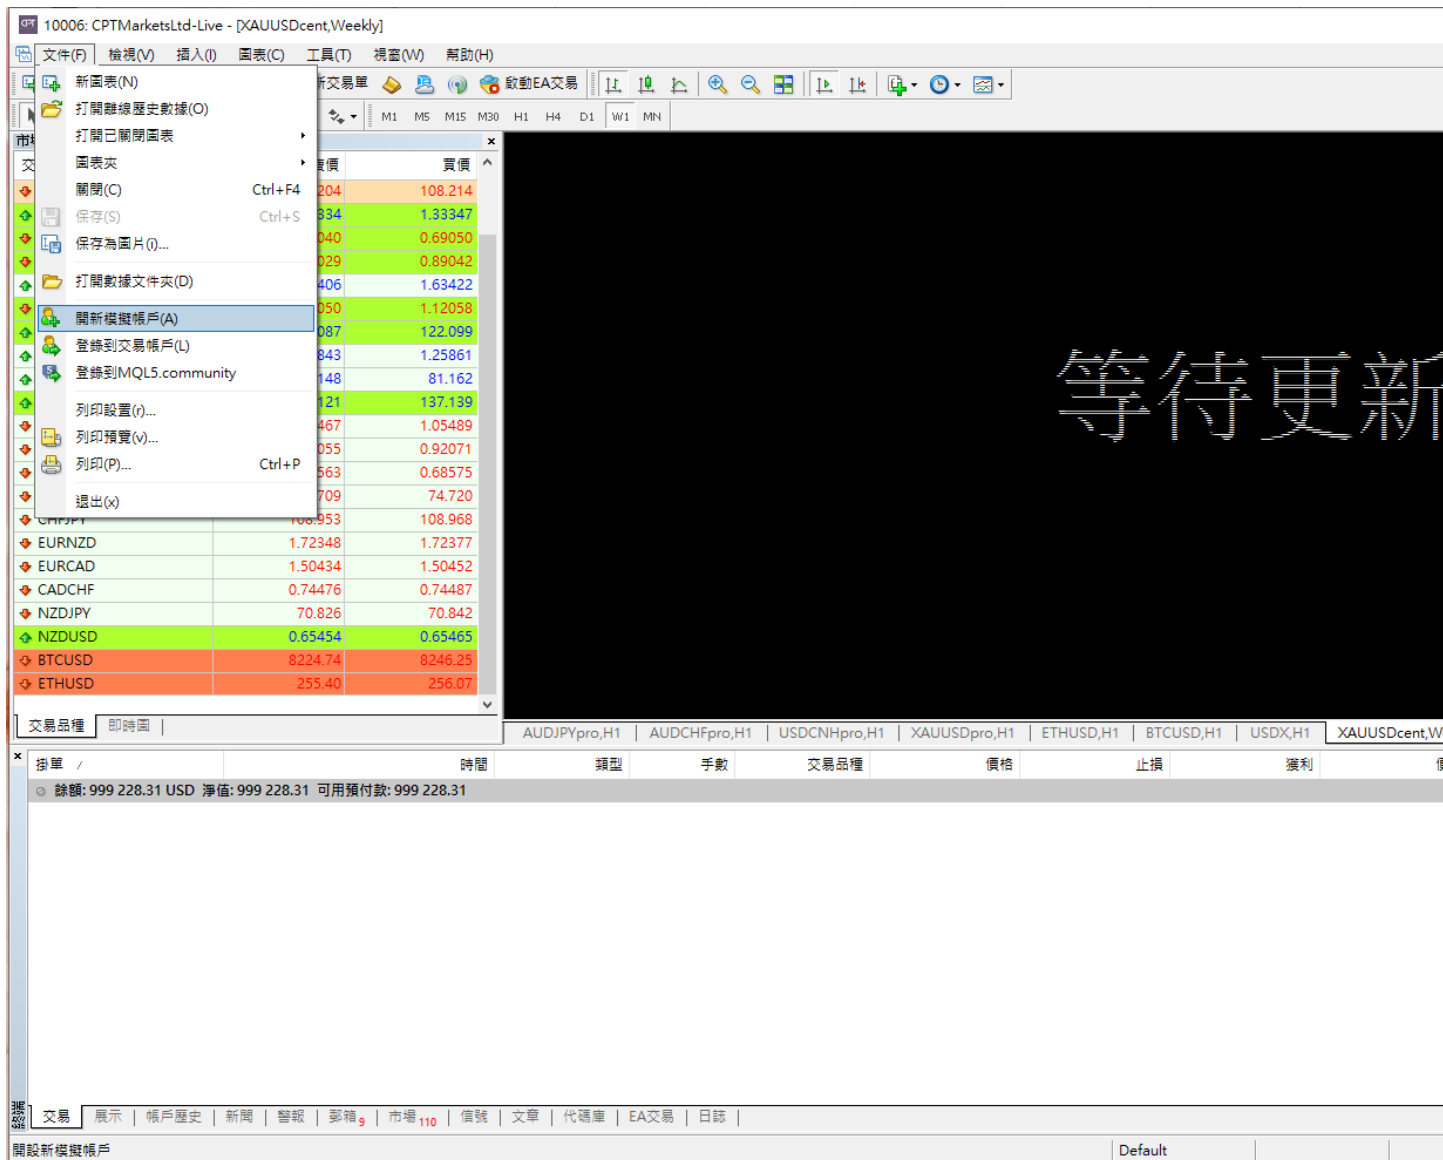 10006: CPTMarketsLtd-Live - [XAUUSDcent,Weekly]
文件(F) 檢視(V) 插入(I) 圖表(C) 工具(T) 視窗(W) 幫助(H)
新圖表(N)
新交易單 啟動EA交易
打開離線歷史數據(O)
M1 M5 M15 M30 H1 H4 D1 W1 MN
打開已關閉圖表
圖表夾
關閉(C) Ctrl+F4
保存(S) Ctrl+S
保存為圖片(i)...
打開數據文件夾(D)
開新模擬帳戶(A)
登錄到交易帳戶(L)
登錄到MQL5.community
列印設置(r)...
列印預覽(v)...
列印(P)... Ctrl+P
退出(x)
賣價 買價
204 108.214
334 1.33347
040 0.69050
029 0.89042
406 1.63422
050 1.12058
087 122.099
843 1.25861
148 81.162
121 137.139
467 1.05489
055 0.92071
563 0.68575
709 74.720
CHFJPY 108.953 108.968
EURNZD 1.72348 1.72377
EURCAD 1.50434 1.50452
CADCHF 0.74476 0.74487
NZDJPY 70.826 70.842
NZDUSD 0.65454 0.65465
BTCUSD 8224.74 8246.25
ETHUSD 255.40 256.07
交易品種 即時圖
等待更新
AUDJPYpro,H1 AUDCHFpro,H1 USDCNHpro,H1 XAUUSDpro,H1 ETHUSD,H1 BTCUSD,H1 USDX,H1 XAUUSDcent,W
掛單 / 時間 類型 手數 交易品種 價格 止損 獲利
餘額: 999 228.31 USD 淨值: 999 228.31 可用預付款: 999 228.31
交易 展示 帳戶歷史 新聞 警報 郵箱9 市場110 信號 文章 代碼庫 EA交易 日誌
開設新模擬帳戶 Default